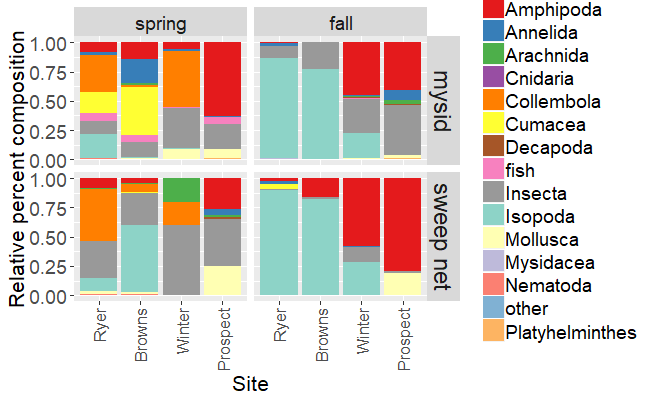 spring fall
Relative percent composition
1.00
0.75
0.50
0.25
0.00
mysid
1.00
0.75
0.50
0.25
0.00
sweep net
Ryer Browns Winter Prospect Ryer Browns Winter Prospect
Site
Amphipoda
Annelida
Arachnida
Cnidaria
Collembola
Cumacea
Decapoda
fish
Insecta
Isopoda
Mollusca
Mysidacea
Nematoda
other
Platyhelminthes